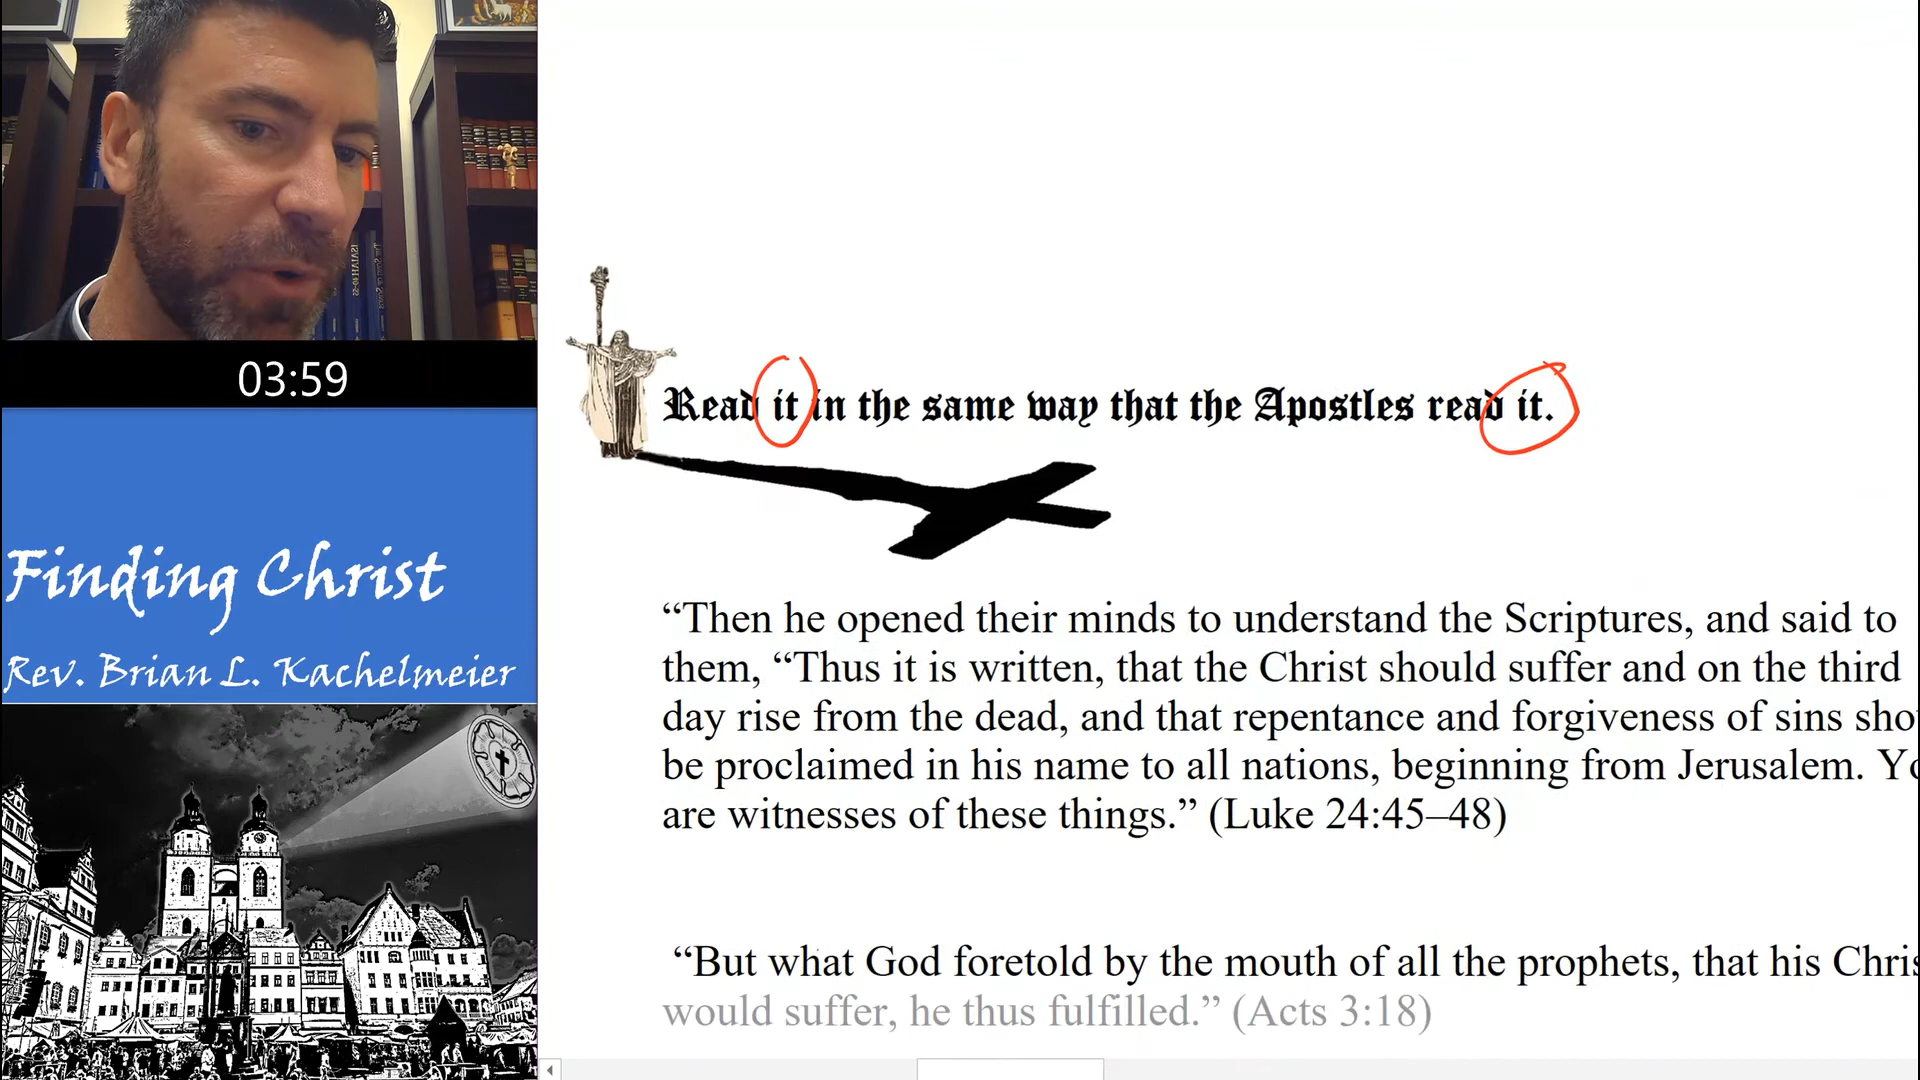 03:59
Finding Christ
Rev. Brian L. Kachelmeier
Read it in the same way that the Apostles read it.
“Then he opened their minds to understand the Scriptures, and said to
them, “Thus it is written, that the Christ should suffer and on the third
day rise from the dead, and that repentance and forgiveness of sins
be proclaimed in his name to all nations, beginning from Jerusalem.
are witnesses of these things.” (Luke 24:45–48)
“But what God foretold by the mouth of all the prophets, that his
would suffer, he thus fulfilled.” (Acts 3:18)